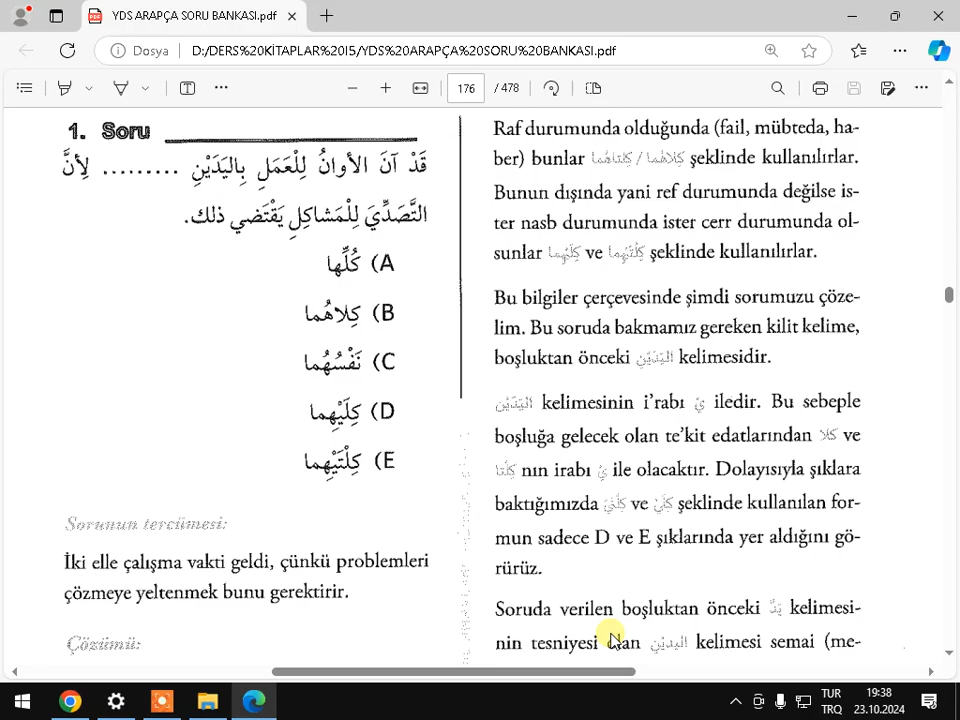 YDS ARAPÇA SORU BANKASI.pdf
Dosya
D:/DERS%20KİTAPLAR%20I5/YDS%20ARAPÇA%20SORU%20BANKASI.pdf
176 / 478
1. Soru
قَدْ آنَ الأوانُ لِلْعَمَلِ بِاليَدَيْنِ ......... لِأنَّ
التَّصَدِّيَ لِلْمَشاكِلِ يَقْتَضي ذلك.
A) كُلِّها
B) كِلاهُما
C) نَفْسُهُما
D) كِلَيْهِما
E) كِلْتَيْهِما
Sorunun tercümesi:
İki elle çalışma vakti geldi, çünkü problemleri
çözmeye yeltenmek bunu gerektirir.
Çözümü:
Raf durumunda olduğunda (fail, mübteda, ha-
ber) bunlar كِلاهُما / كِلتاهُما şeklinde kullanılırlar.
Bunun dışında yani ref durumunda değilse is-
ter nasb durumunda ister cerr durumunda ol-
sunlar كِلَيْهِما ve كِلْتَيْهِما şeklinde kullanılırlar.
Bu bilgiler çerçevesinde şimdi sorumuzu çöze-
lim. Bu soruda bakmamız gereken kilit kelime,
boşluktan önceki اليَدَيْنِ kelimesidir.
اليَدَيْنِ kelimesinin i'rabı يْ iledir. Bu sebeple
boşluğa gelecek olan te'kit edatlarından كلا ve
كِلْتا nın irabı يْ ile olacaktır. Dolayısıyla şıklara
baktığımızda كِلَيْ ve كِلْتَيْ şeklinde kullanılan for-
mun sadece D ve E şıklarında yer aldığını gö-
rürüz.
Soruda verilen boşluktan önceki يَدٌ kelimesi-
nin tesniyesi olan اليديْنِ kelimesi semai (me-
TUR
TRQ
19:38
23.10.2024